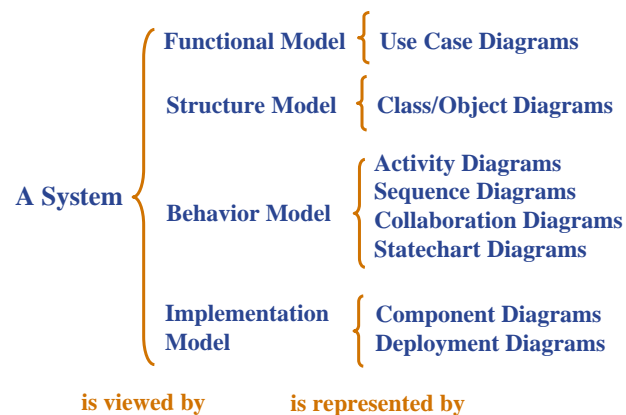 Functional Model
Use Case Diagrams
Structure Model
Class/Object Diagrams
A System
Behavior Model
Activity Diagrams
Sequence Diagrams
Collaboration Diagrams
Statechart Diagrams
Implementation
Model
Component Diagrams
Deployment Diagrams
is viewed by
is represented by